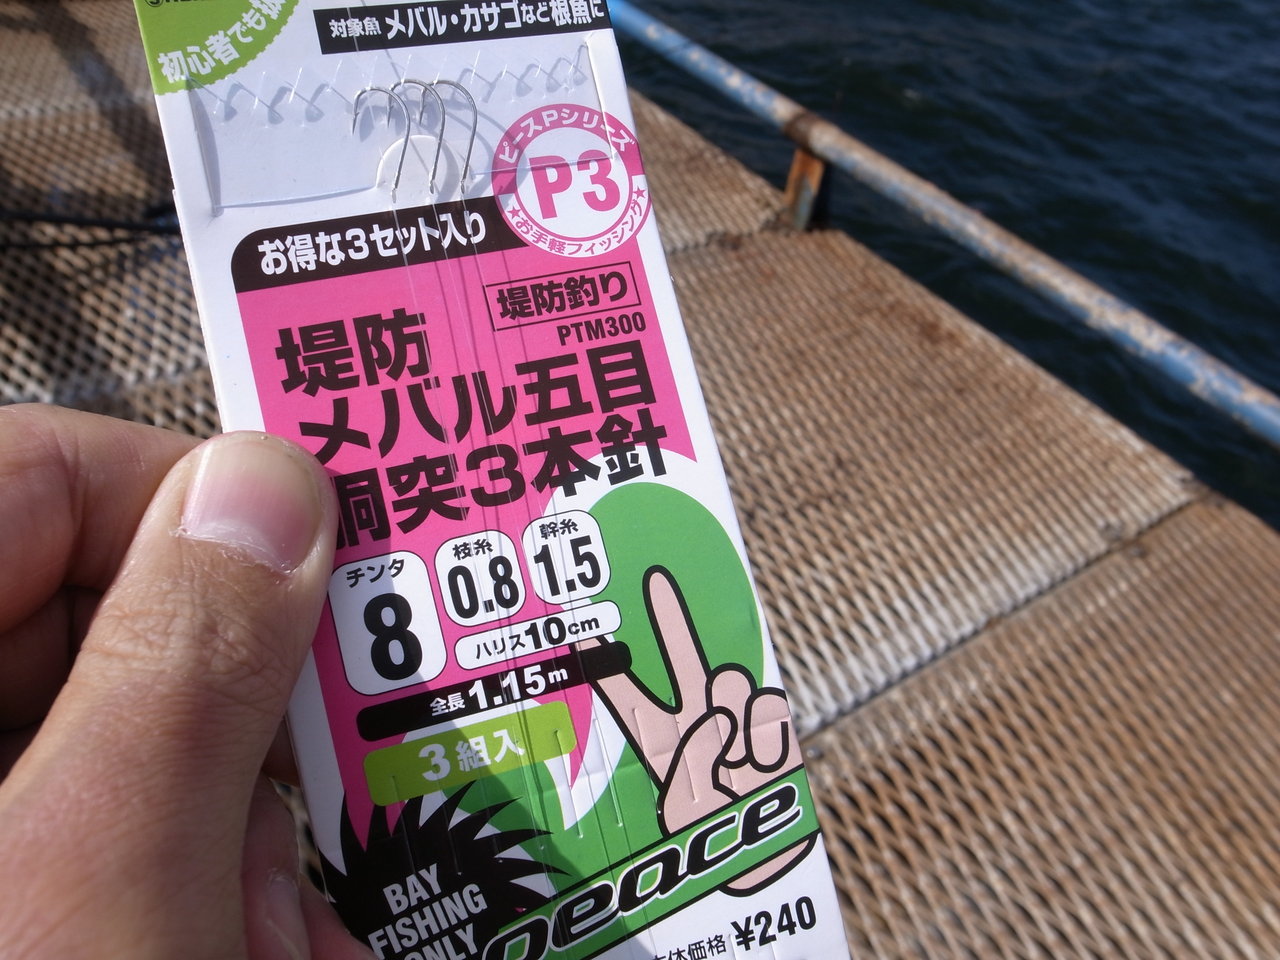 初心者でも
対象魚 メバル・カサゴなど根魚に
ピースPシリーズ
P3
★お手軽フィッシング★
お得な3セット入り
堤防釣り
PTM300
堤防
メバル五目
胴突3本針
チンタ
8
枝糸
0.8
幹糸
1.5
ハリス10cm
全長1.15m
3組入
BAY
FISHING
ONLY
peace
本体価格 ¥240